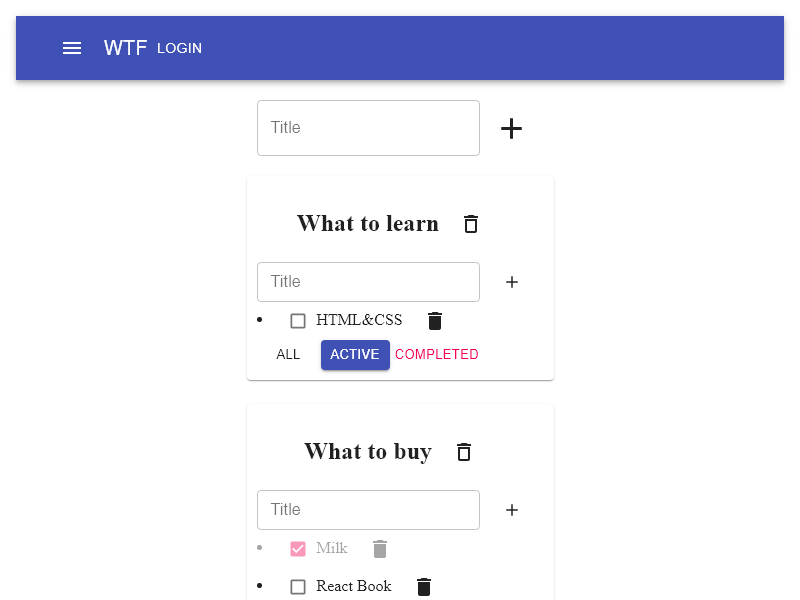 WTF LOGIN
Title
What to learn
Title
HTML&CSS
ALL ACTIVE COMPLETED
What to buy
Title
Milk
React Book